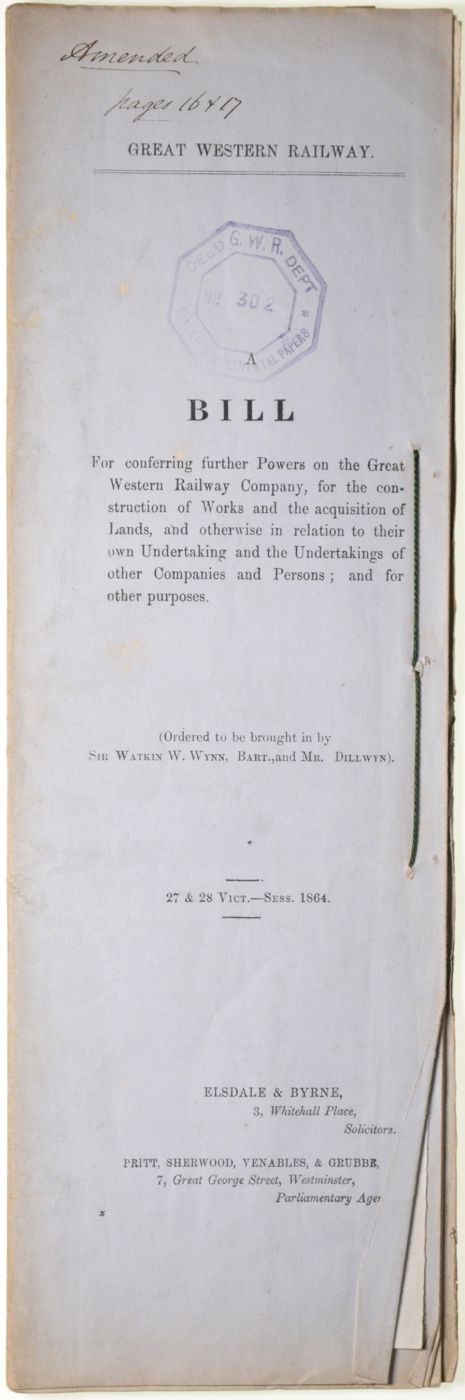 Amended
pages 16 & 17
GREAT WESTERN RAILWAY.
DEED G. W. R. DEPT
No 302
PAPERS
A
BILL
For conferring further Powers on the Great
Western Railway Company, for the con-
struction of Works and the acquisition of
Lands, and otherwise in relation to their
own Undertaking and the Undertakings of
other Companies and Persons; and for
other purposes.
(Ordered to be brought in by
SIR WATKIN W. WYNN, BART., and MR. DILLWYN).
27 & 28 VICT.—SESS. 1864.
ELSDALE & BYRNE,
3, Whitehall Place,
Solicitors.
PRITT, SHERWOOD, VENABLES, & GRUBBE,
7, Great George Street, Westminster,
Parliamentary Agen
x